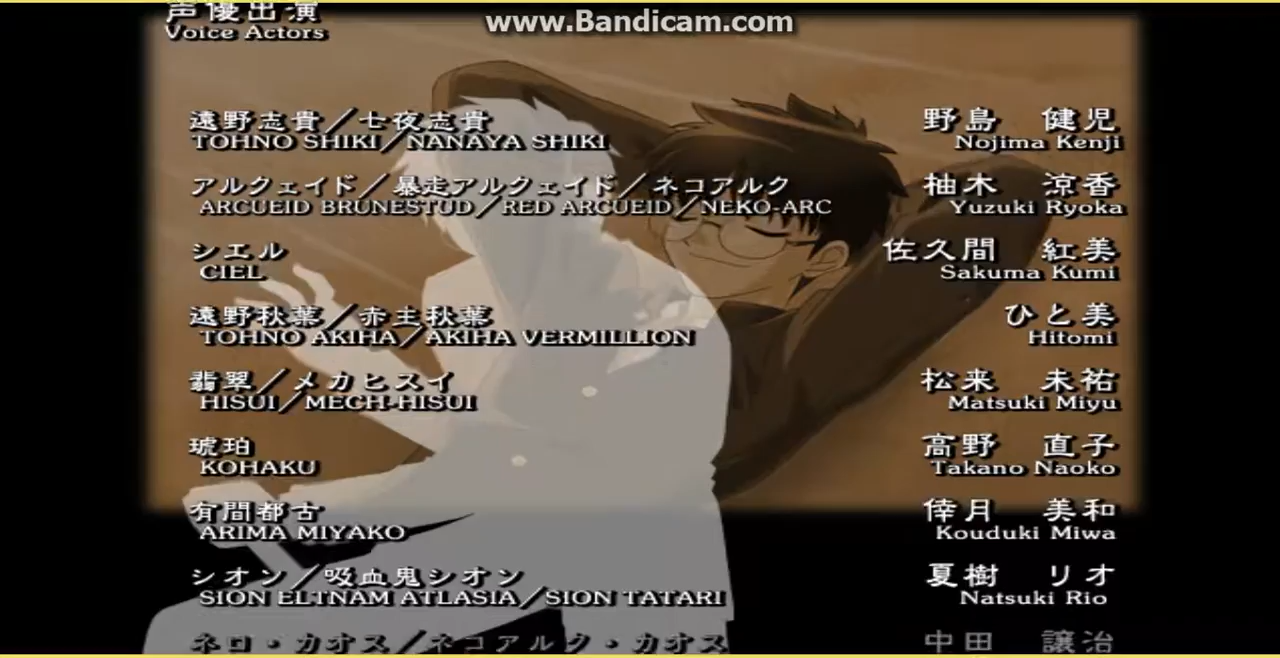 www.Bandicam.com
声優出演
Voice Actors
遠野志貴／七夜志貴 野島 健児
TOHNO SHIKI／NANAYA SHIKI Nojima Kenji
アルクェイド／暴走アルクェイド／ネコアルク 柚木 涼香
ARCUEID BRUNESTUD／RED ARCUEID／NEKO-ARC Yuzuki Ryoka
シエル 佐久間 紅美
CIEL Sakuma Kumi
遠野秋葉／赤主秋葉 ひと美
TOHNO AKIHA／AKIHA VERMILLION Hitomi
翡翠／メカヒスイ 松来 未祐
HISUI／MECH-HISUI Matsuki Miyu
琥珀 高野 直子
KOHAKU Takano Naoko
有間都古 倖月 美和
ARIMA MIYAKO Kouduki Miwa
シオン／吸血鬼シオン 夏樹 リオ
SION ELTNAM ATLASIA／SION TATARI Natsuki Rio
ネロ・カオス／ネコアルク・カオス 中田 譲治